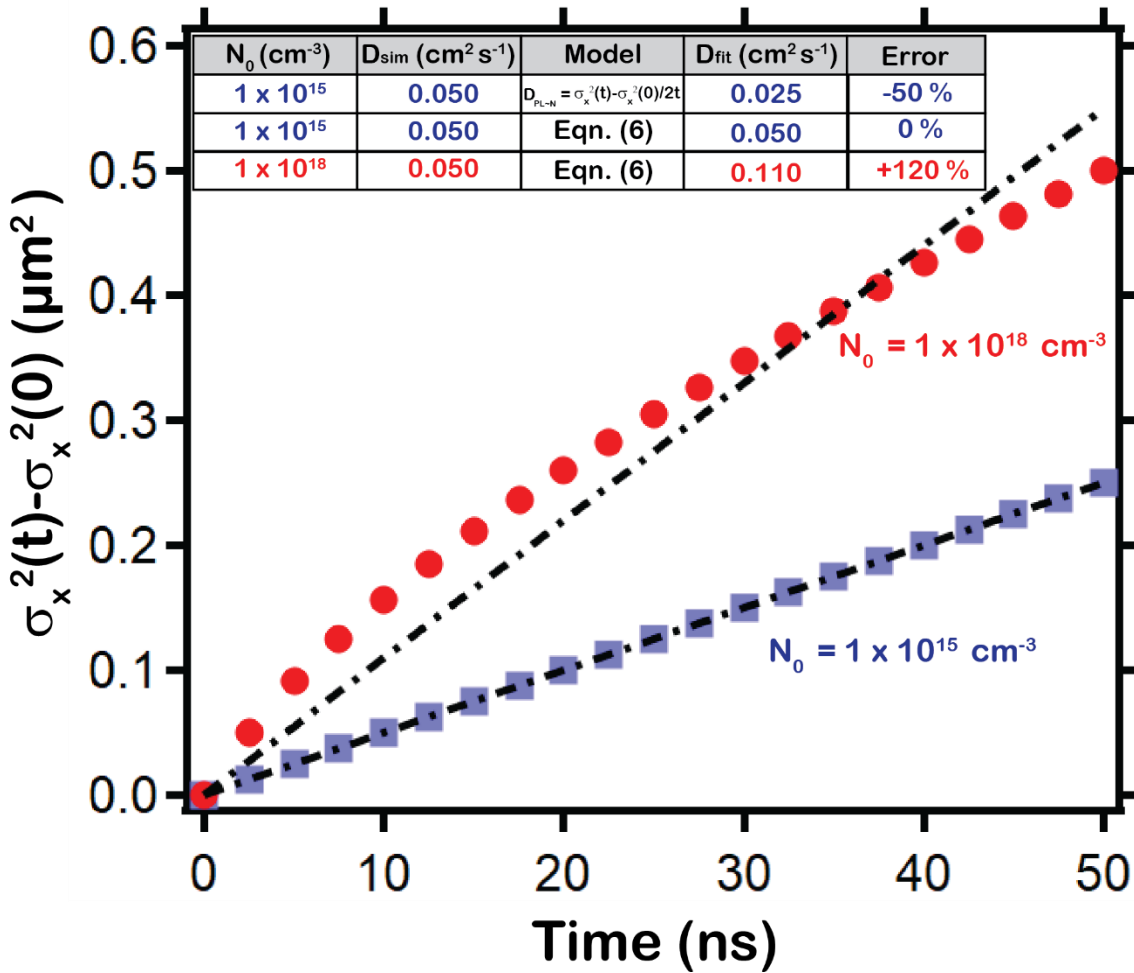 0.6
0.5
0.4
0.3
0.2
0.1
0.0
σx²(t)-σx²(0) (μm²)
N₀ (cm⁻³) Dsim (cm² s⁻¹) Model Dfit (cm² s⁻¹) Error
1 x 10¹⁵ 0.050 D_PL~N = σx²(t)-σx²(0)/2t 0.025 -50 %
1 x 10¹⁵ 0.050 Eqn. (6) 0.050 0 %
1 x 10¹⁸ 0.050 Eqn. (6) 0.110 +120 %
N₀ = 1 x 10¹⁸ cm⁻³
N₀ = 1 x 10¹⁵ cm⁻³
0 10 20 30 40 50
Time (ns)